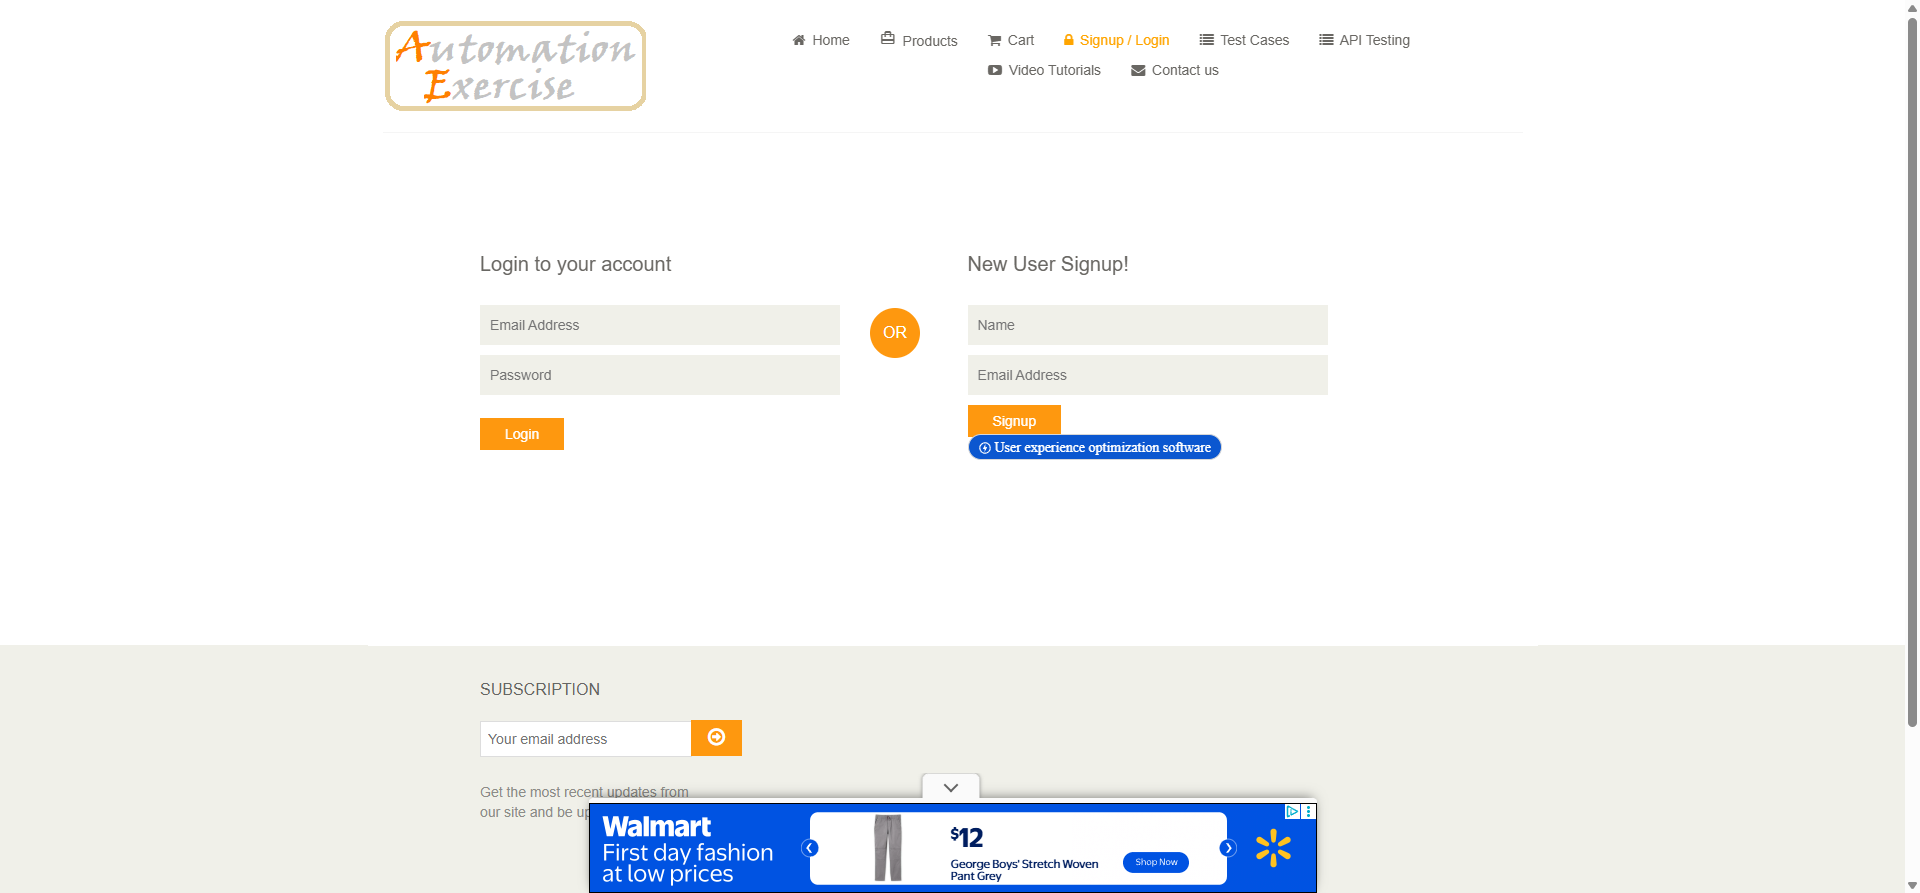 Automation
Exercise
Home
Products
Cart
Signup / Login
Test Cases
API Testing
Video Tutorials
Contact us
Login to your account
Email Address
Password
Login
OR
New User Signup!
Name
Email Address
Signup
User experience optimization software
SUBSCRIPTION
Your email address
Get the most recent updates from
our site and be up
Walmart
First day fashion
at low prices
$12
George Boys' Stretch Woven
Pant Grey
Shop Now